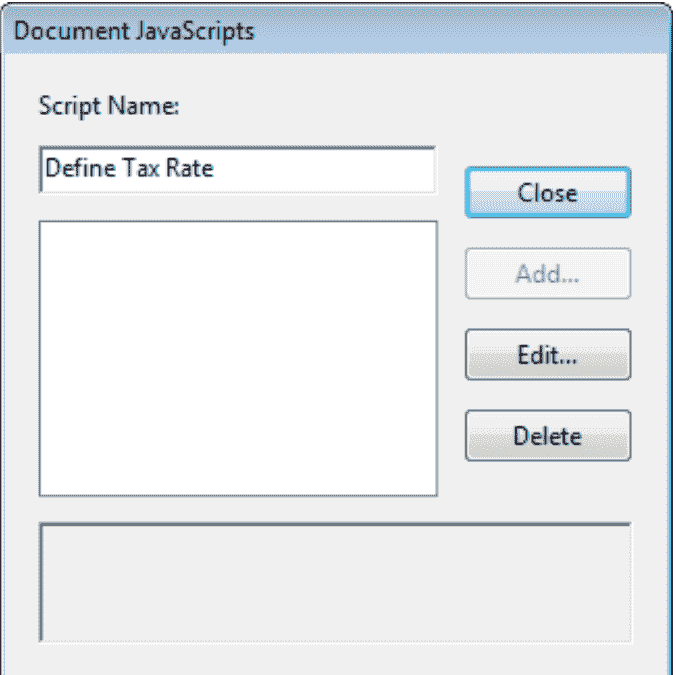 Document JavaScripts
Script Name:
Define Tax Rate
Close
Add...
Edit...
Delete